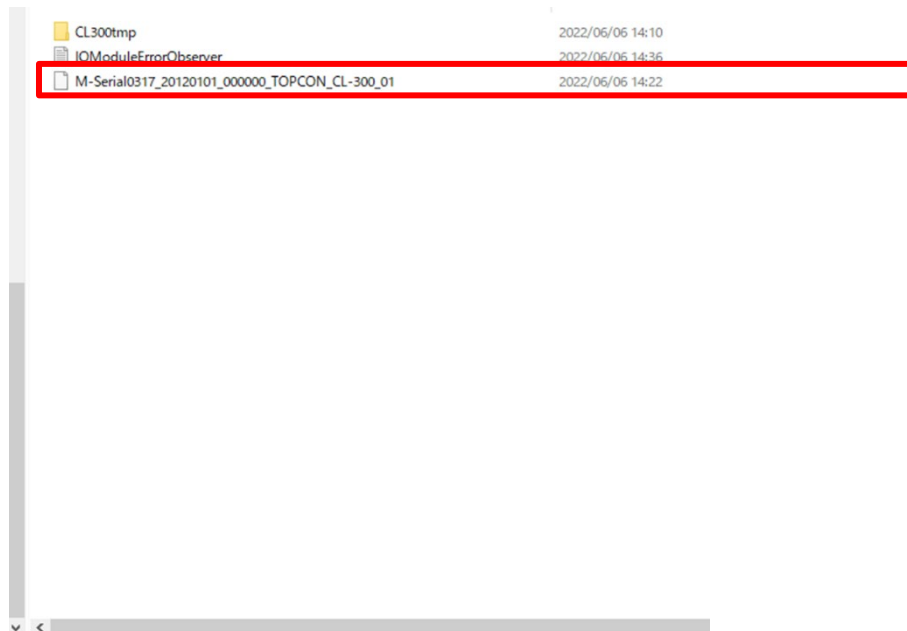 CL300tmp 2022/06/06 14:10
IOModuleErrorObserver 2022/06/06 14:36
M-Serial0317_20120101_000000_TOPCON_CL-300_01 2022/06/06 14:22